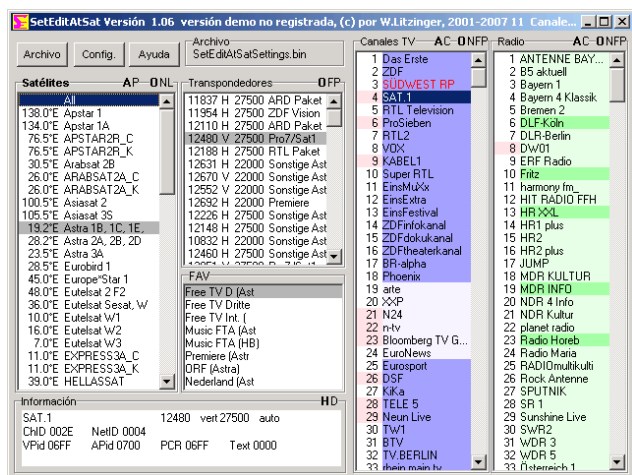 SetEditAtSat Versión 1.06 versión demo no registrada, (c) por W.Litzinger, 2001-2007 11 Canale...
Archivo
Config.
Ayuda
Archivo
SetEditAtSatSettings.bin
Satélites AP ONL
All
138.0°E Apstar 1
134.0°E Apstar 1A
76.5°E APSTAR2R_C
76.5°E APSTAR2R_K
30.5°E Arabsat 2B
26.0°E ARABSAT2A_C
26.0°E ARABSAT2A_K
100.5°E Asiasat 2
105.5°E Asiasat 3S
19.2°E Astra 1B, 1C, 1E,
28.2°E Astra 2A, 2B, 2D
23.5°E Astra 3A
28.5°E Eurobird 1
45.0°E Europe*Star 1
48.0°E Eutelsat 2 F2
36.0°E Eutelsat Sesat, W
10.0°E Eutelsat W1
16.0°E Eutelsat W2
7.0°E Eutelsat W3
11.0°E EXPRESS3A_C
11.0°E EXPRESS3A_K
39.0°E HELLASSAT
Transpondedores OFP
11837 H 27500 ARD Paket
11954 H 27500 ZDF Vision
12110 H 27500 ARD Paket
12480 V 27500 Pro7/Sat1
12188 H 27500 RTL Paket
12631 H 22000 Sonstige Ast
12670 V 22000 Sonstige Ast
12552 V 22000 Sonstige Ast
12692 H 22000 Premiere
12226 H 27500 Sonstige Ast
12148 H 27500 Sonstige Ast
10832 H 22000 Sonstige Ast
12460 H 27500 Sonstige Ast
FAV
Free TV D (Ast
Free TV Dritte
Free TV Int. (
Music FTA (Ast
Music FTA (HB)
Premiere (Astr
ORF (Astra)
Nederland (Ast
Información HD
SAT.1 12480 vert 27500 auto
ChID 002E NetID 0004
VPid 06FF APid 0700 PCR 06FF Text 0000
Canales TV AC ONFP
1 Das Erste
2 ZDF
3 SÜDWEST RP
4 SAT.1
5 RTL Television
6 ProSieben
7 RTL2
8 VOX
9 KABEL1
10 Super RTL
11 EinsMuXx
12 EinsExtra
13 EinsFestival
14 ZDFinfokanal
15 ZDFdokukanal
16 ZDFtheaterkanal
17 BR-alpha
18 Phoenix
19 arte
20 XXP
21 N24
22 n-tv
23 Bloomberg TV G...
24 EuroNews
25 Eurosport
26 DSF
27 KiKa
28 TELE 5
29 Neun Live
30 TW1
31 BTV
32 TV.BERLIN
33 rhein main tv
Radio AC ONFP
1 ANTENNE BAY...
2 B5 aktuell
3 Bayern 1
4 Bayern 4 Klassik
5 Bremen 2
6 DLF-Köln
7 DLR-Berlin
8 DW01
9 ERF Radio
10 Fritz
11 harmony fm_
12 HIT RADIO FFH
13 HR XXL
14 HR1 plus
15 HR2
16 HR2 plus
17 JUMP
18 MDR KULTUR
19 MDR INFO
20 NDR 4 Info
21 NDR Kultur
22 planet radio
23 Radio Horeb
24 Radio Maria
25 RADIOmultikulti
26 Rock Antenne
27 SPUTNIK
28 SR 1
29 Sunshine Live
30 SWR2
31 WDR 3
32 WDR 5
33 Österreich 1